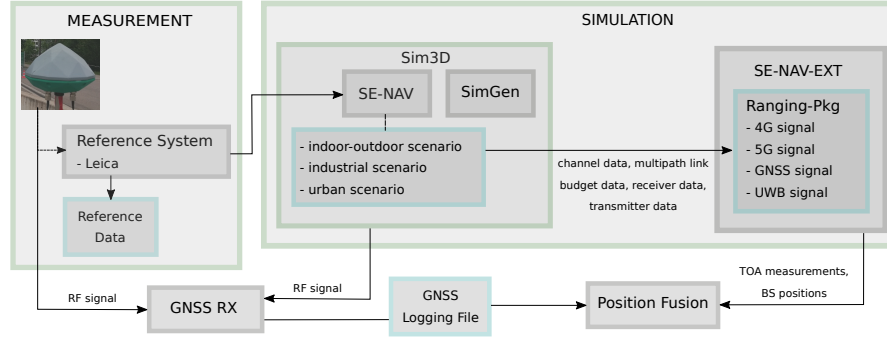 MEASUREMENT
Reference System
- Leica
Reference
Data
SIMULATION
Sim3D
SE-NAV
SimGen
- indoor-outdoor scenario
- industrial scenario
- urban scenario
channel data, multipath link
budget data, receiver data,
transmitter data
SE-NAV-EXT
Ranging-Pkg
- 4G signal
- 5G signal
- GNSS signal
- UWB signal
RF signal
GNSS RX
RF signal
GNSS
Logging File
Position Fusion
TOA measurements,
BS positions